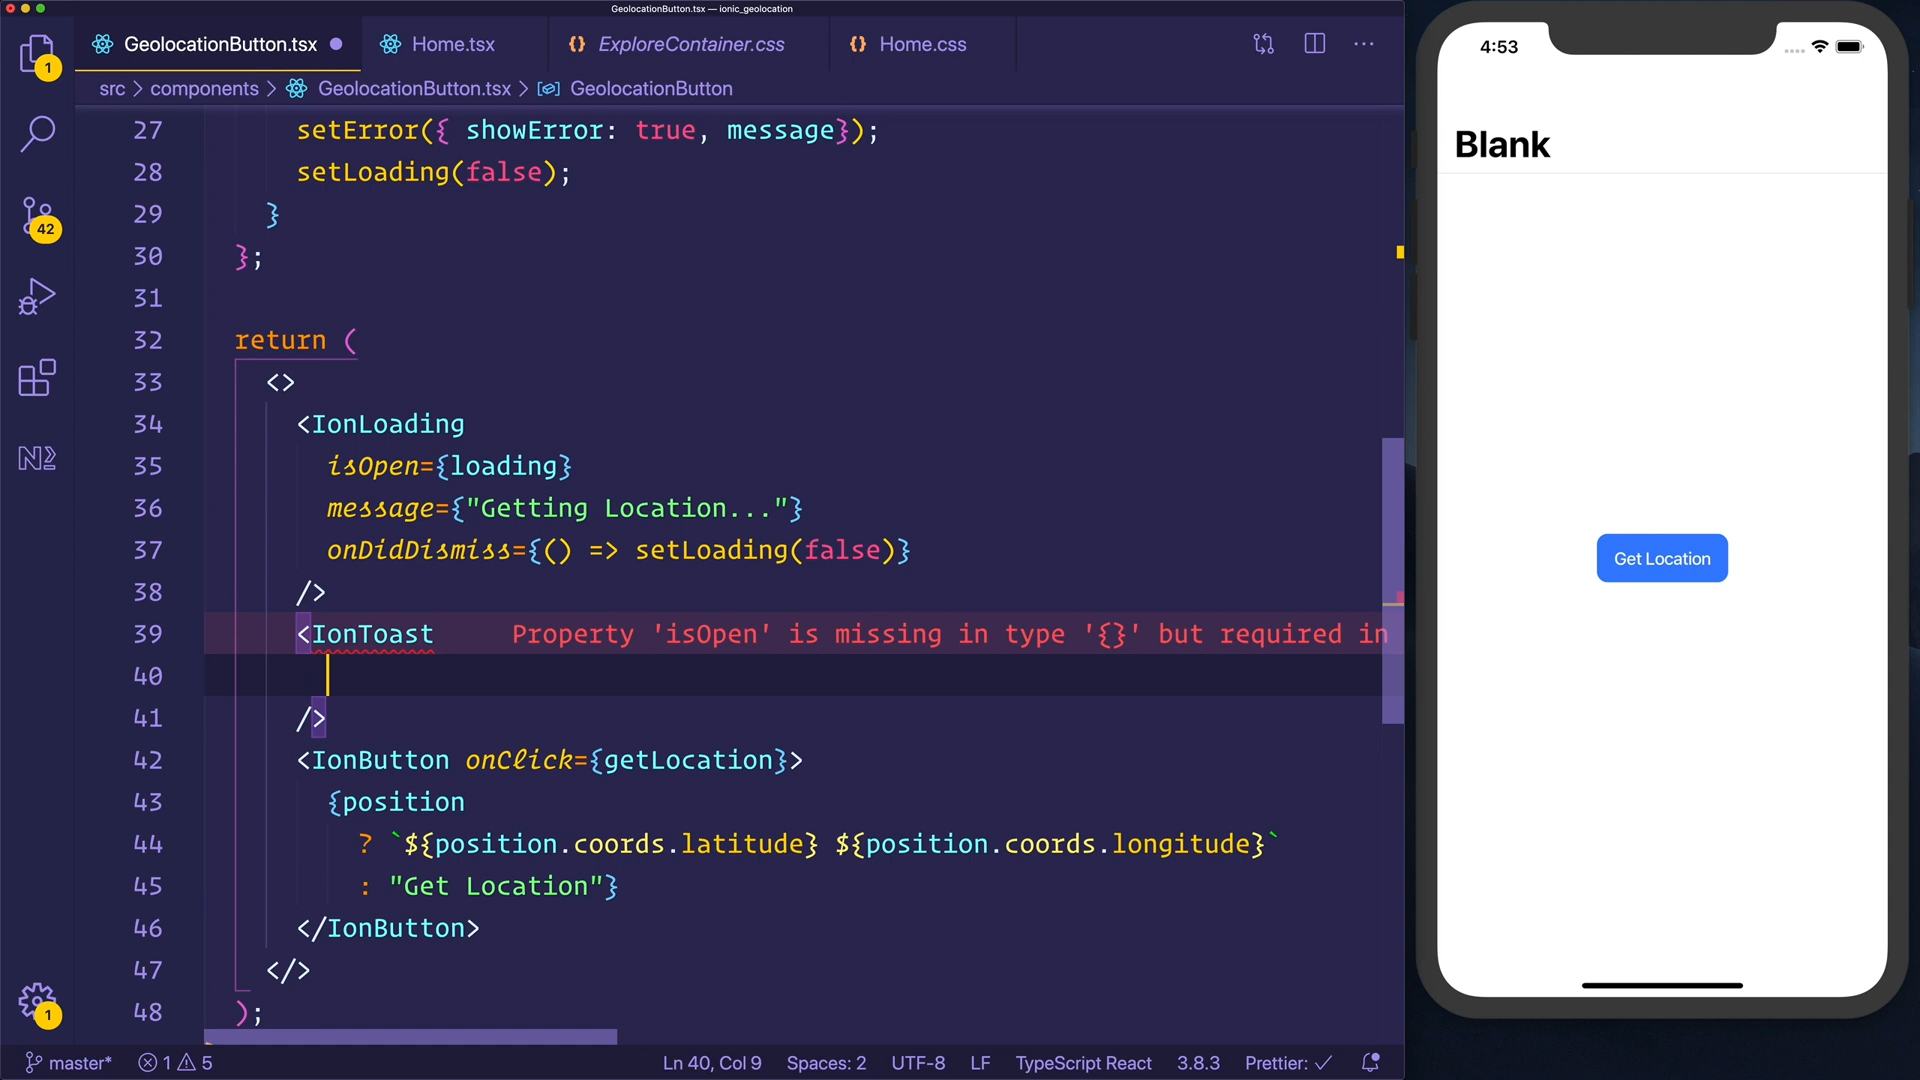 GeolocationButton.tsx — ionic_geolocation
GeolocationButton.tsx
Home.tsx
{} ExploreContainer.css
{} Home.css
src > components > GeolocationButton.tsx > GeolocationButton
1
42
1
27 setError({ showError: true, message});
28 setLoading(false);
29 }
30 };
31
32 return (
33 <>
34 <IonLoading
35 isOpen={loading}
36 message={"Getting Location..."}
37 onDidDismiss={() => setLoading(false)}
38 />
39 <IonToast Property 'isOpen' is missing in type '{}' but required in
40
41 />
42 <IonButton onClick={getLocation}>
43 {position
44 ? `${position.coords.latitude} ${position.coords.longitude}`
45 : "Get Location"}
46 </IonButton>
47 </>
48 );
master* 1 5 Ln 40, Col 9 Spaces: 2 UTF-8 LF TypeScript React 3.8.3 Prettier: ✓
4:53
Blank
Get Location